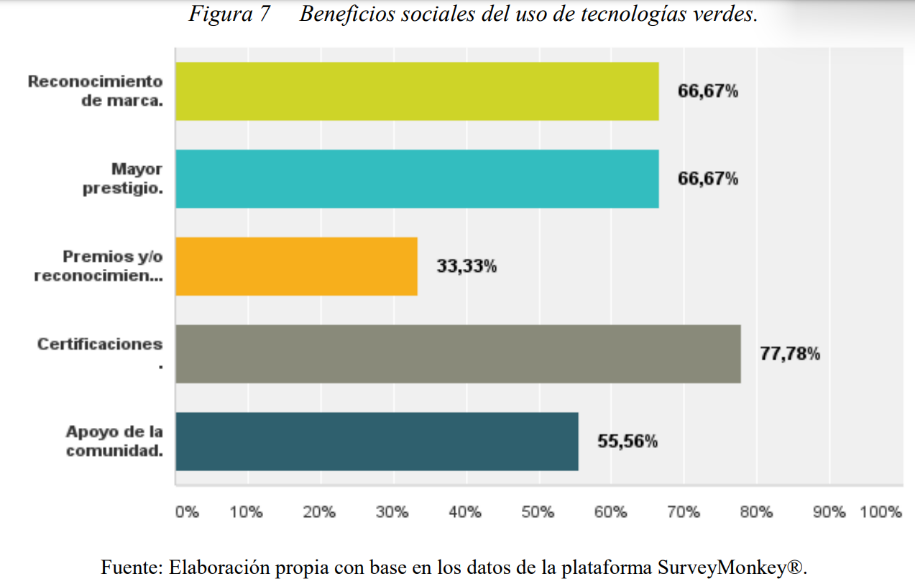 Figura 7 Beneficios sociales del uso de tecnologías verdes.
Reconocimiento
de marca.
66,67%
Mayor
prestigio.
66,67%
Premios y/o
reconocimien...
33,33%
Certificaciones
.
77,78%
Apoyo de la
comunidad.
55,56%
0% 10% 20% 30% 40% 50% 60% 70% 80% 90% 100%
Fuente: Elaboración propia con base en los datos de la plataforma SurveyMonkey®.